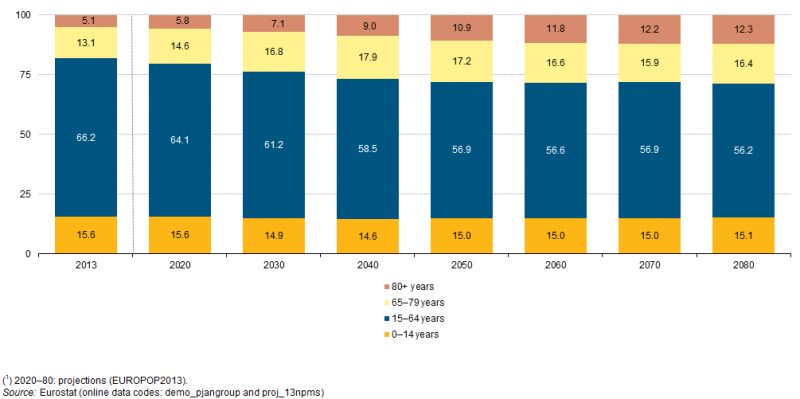 100
75
50
25
0
5.1 5.8 7.1 9.0 10.9 11.8 12.2 12.3
13.1 14.6 16.8 17.9 17.2 16.6 15.9 16.4
66.2 64.1 61.2 58.5 56.9 56.6 56.9 56.2
15.6 15.6 14.9 14.6 15.0 15.0 15.0 15.1
2013 2020 2030 2040 2050 2060 2070 2080
80+ years
65–79 years
15–64 years
0–14 years
(¹) 2020–80: projections (EUROPOP2013).
Source: Eurostat (online data codes: demo_pjangroup and proj_13npms)